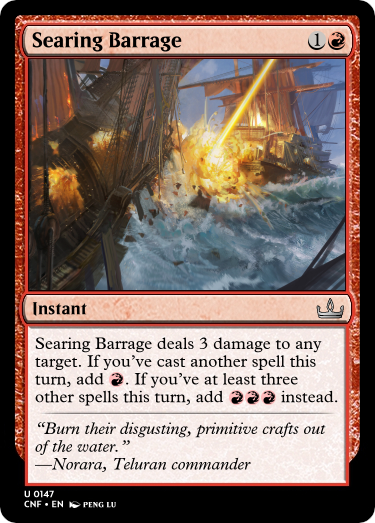 Searing Barrage 1R
Instant
Searing Barrage deals 3 damage to any
target. If you've cast another spell this
turn, add R. If you've at least three
other spells this turn, add RRR instead.
“Burn their disgusting, primitive crafts out
of the water.”
—Norara, Teluran commander
U 0147
CNF • EN PENG LU